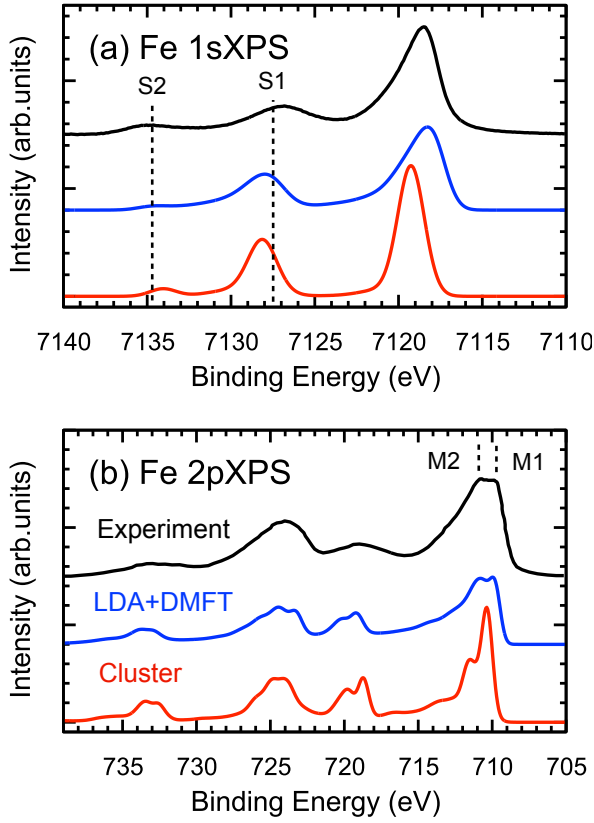 (a) Fe 1sXPS
S2
S1
Intensity (arb.units)
7140 7135 7130 7125 7120 7115 7110
Binding Energy (eV)
(b) Fe 2pXPS
M2 M1
Experiment
LDA+DMFT
Cluster
Intensity (arb.units)
735 730 725 720 715 710 705
Binding Energy (eV)